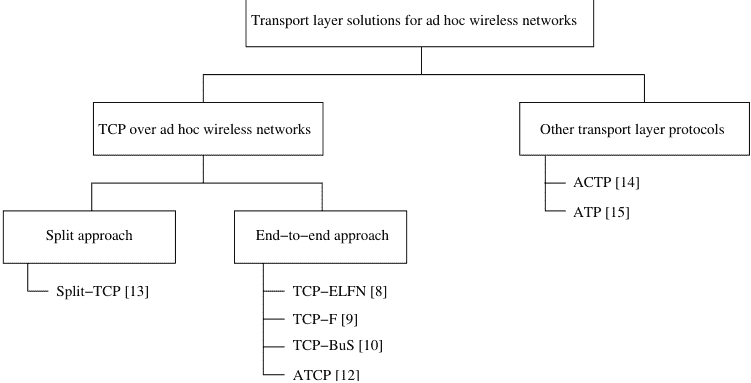 Transport layer solutions for ad hoc wireless networks
TCP over ad hoc wireless networks
Other transport layer protocols
ACTP [14]
ATP [15]
Split approach
End−to−end approach
Split−TCP [13]
TCP−ELFN [8]
TCP−F [9]
TCP−BuS [10]
ATCP [12]